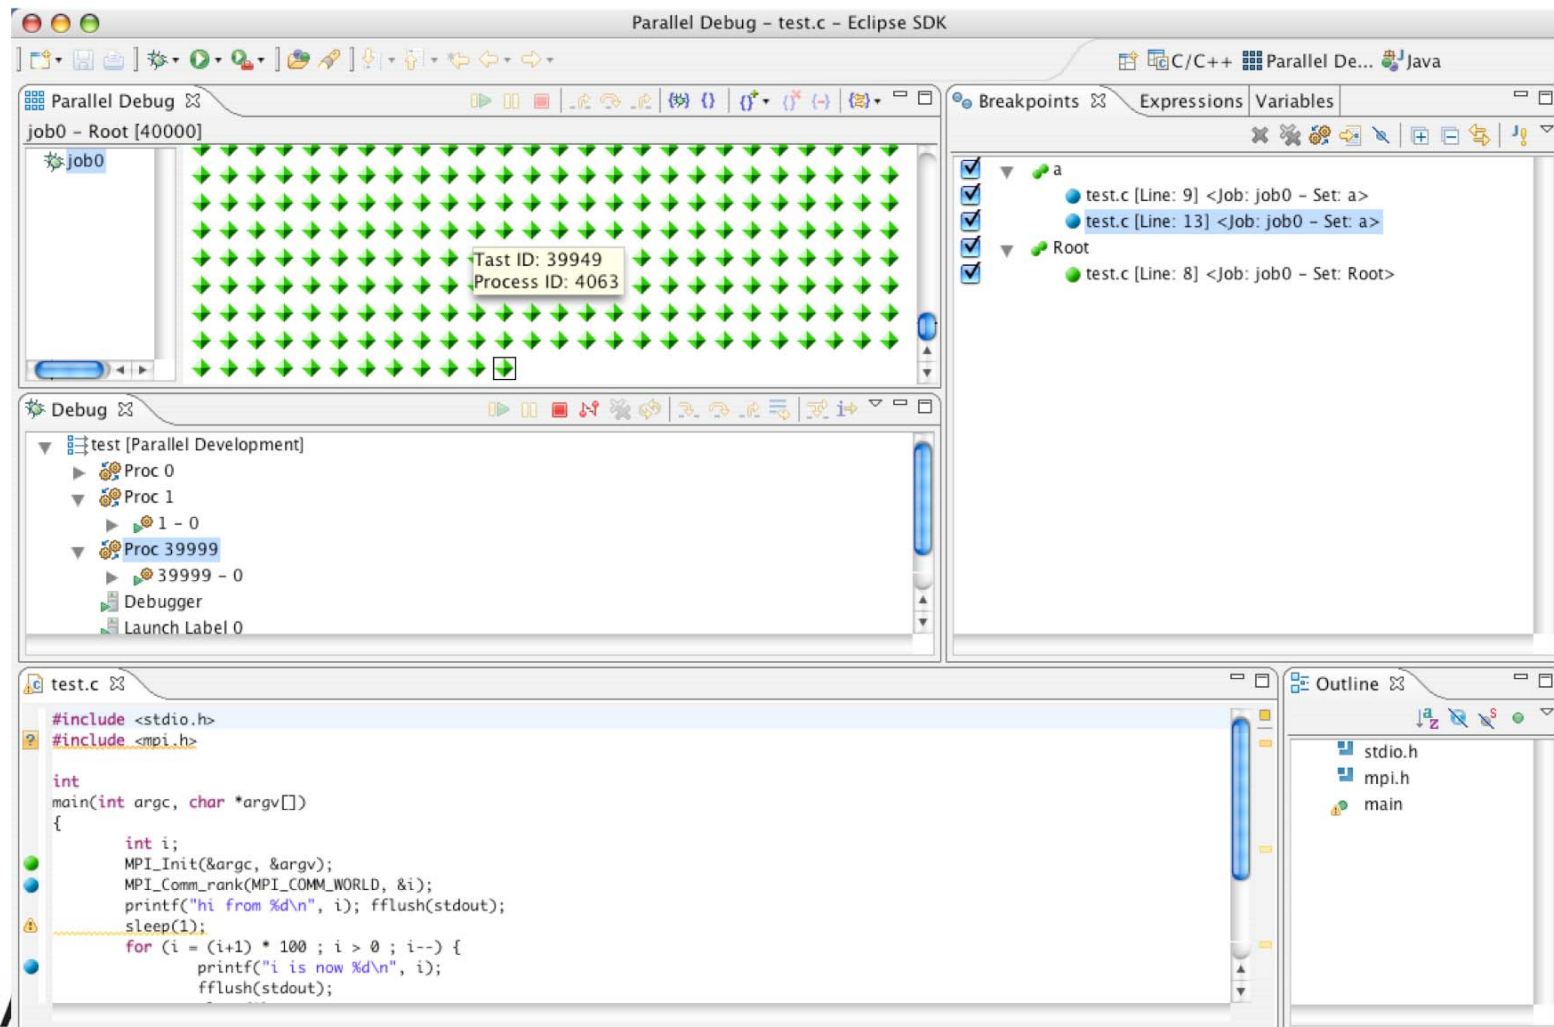 Parallel Debug – test.c – Eclipse SDK
C/C++ Parallel De... Java
Parallel Debug
job0 – Root [40000]
job0
Tast ID: 39949
Process ID: 4063
Breakpoints Expressions Variables
a
test.c [Line: 9] <Job: job0 – Set: a>
test.c [Line: 13] <Job: job0 – Set: a>
Root
test.c [Line: 8] <Job: job0 – Set: Root>
Debug
test [Parallel Development]
Proc 0
Proc 1
1 – 0
Proc 39999
39999 – 0
Debugger
Launch Label 0
test.c
#include <stdio.h>
#include <mpi.h>
int
main(int argc, char *argv[])
{
int i;
MPI_Init(&argc, &argv);
MPI_Comm_rank(MPI_COMM_WORLD, &i);
printf("hi from %d\n", i); fflush(stdout);
sleep(1);
for (i = (i+1) * 100 ; i > 0 ; i--) {
printf("i is now %d\n", i);
fflush(stdout);
Outline
stdio.h
mpi.h
main